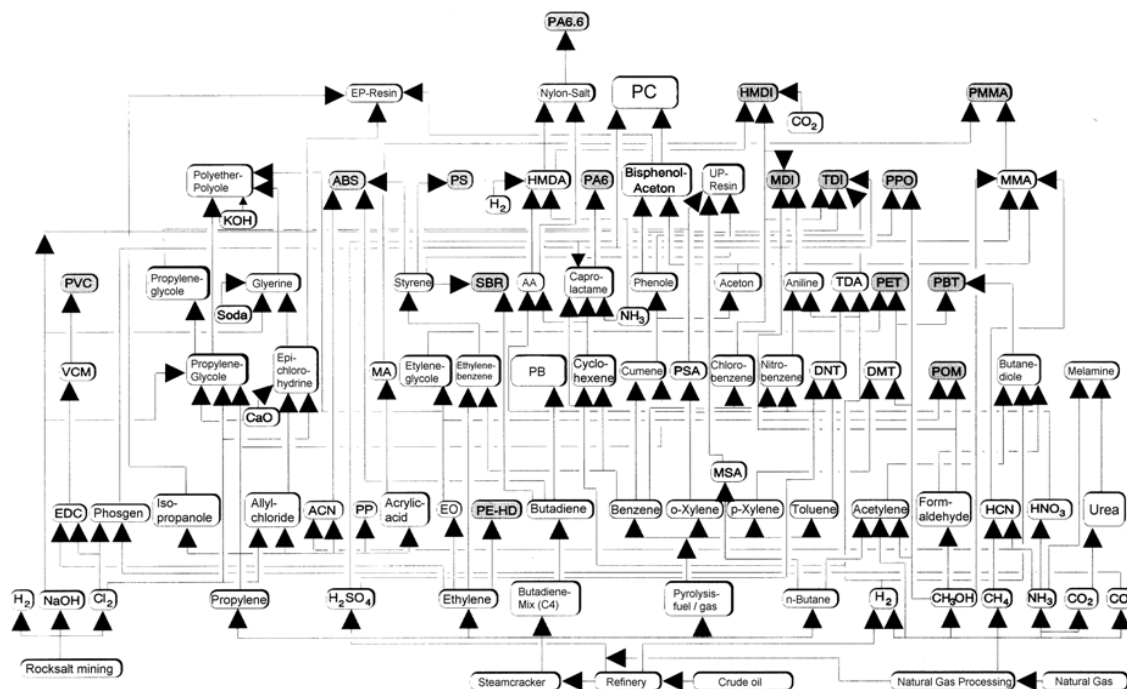 PA6.6
EP-Resin
Nylon-Salt
PC
HMDI
PMMA
CO2
Polyether-
Polyole
KOH
ABS
PS
HMDA
H2
PA6
Bisphenol-
Aceton
UP-
Resin
MDI
TDI
PPO
MMA
PVC
Propylene-
glycole
Glyerine
Soda
Styrene
SBR
AA
Capro-
lactame
NH3
Phenole
Aceton
Aniline
TDA
PET
PBT
VCM
Propylene-
Glycole
Epi-
chlorohy-
drine
CaO
MA
Etylene-
glycole
Ethylene-
benzene
PB
Cyclo-
hexene
Cumene
PSA
Chloro-
benzene
Nitro-
benzene
DNT
DMT
POM
Butane-
diole
Melamine
MSA
EDC
Phosgen
Iso-
propanole
Allyl-
chloride
ACN
PP
Acrylic-
acid
EO
PE-HD
Butadiene
Benzene
o-Xylene
p-Xylene
Toluene
Acetylene
Form-
aldehyde
HCN
HNO3
Urea
H2
NaOH
Cl2
Propylene
H2SO4
Ethylene
Butadiene-
Mix (C4)
Pyrolysis-
fuel / gas
n-Butane
H2
CH3OH
CH4
NH3
CO2
CO
Rocksalt mining
Steamcracker
Refinery
Crude oil
Natural Gas Processing
Natural Gas